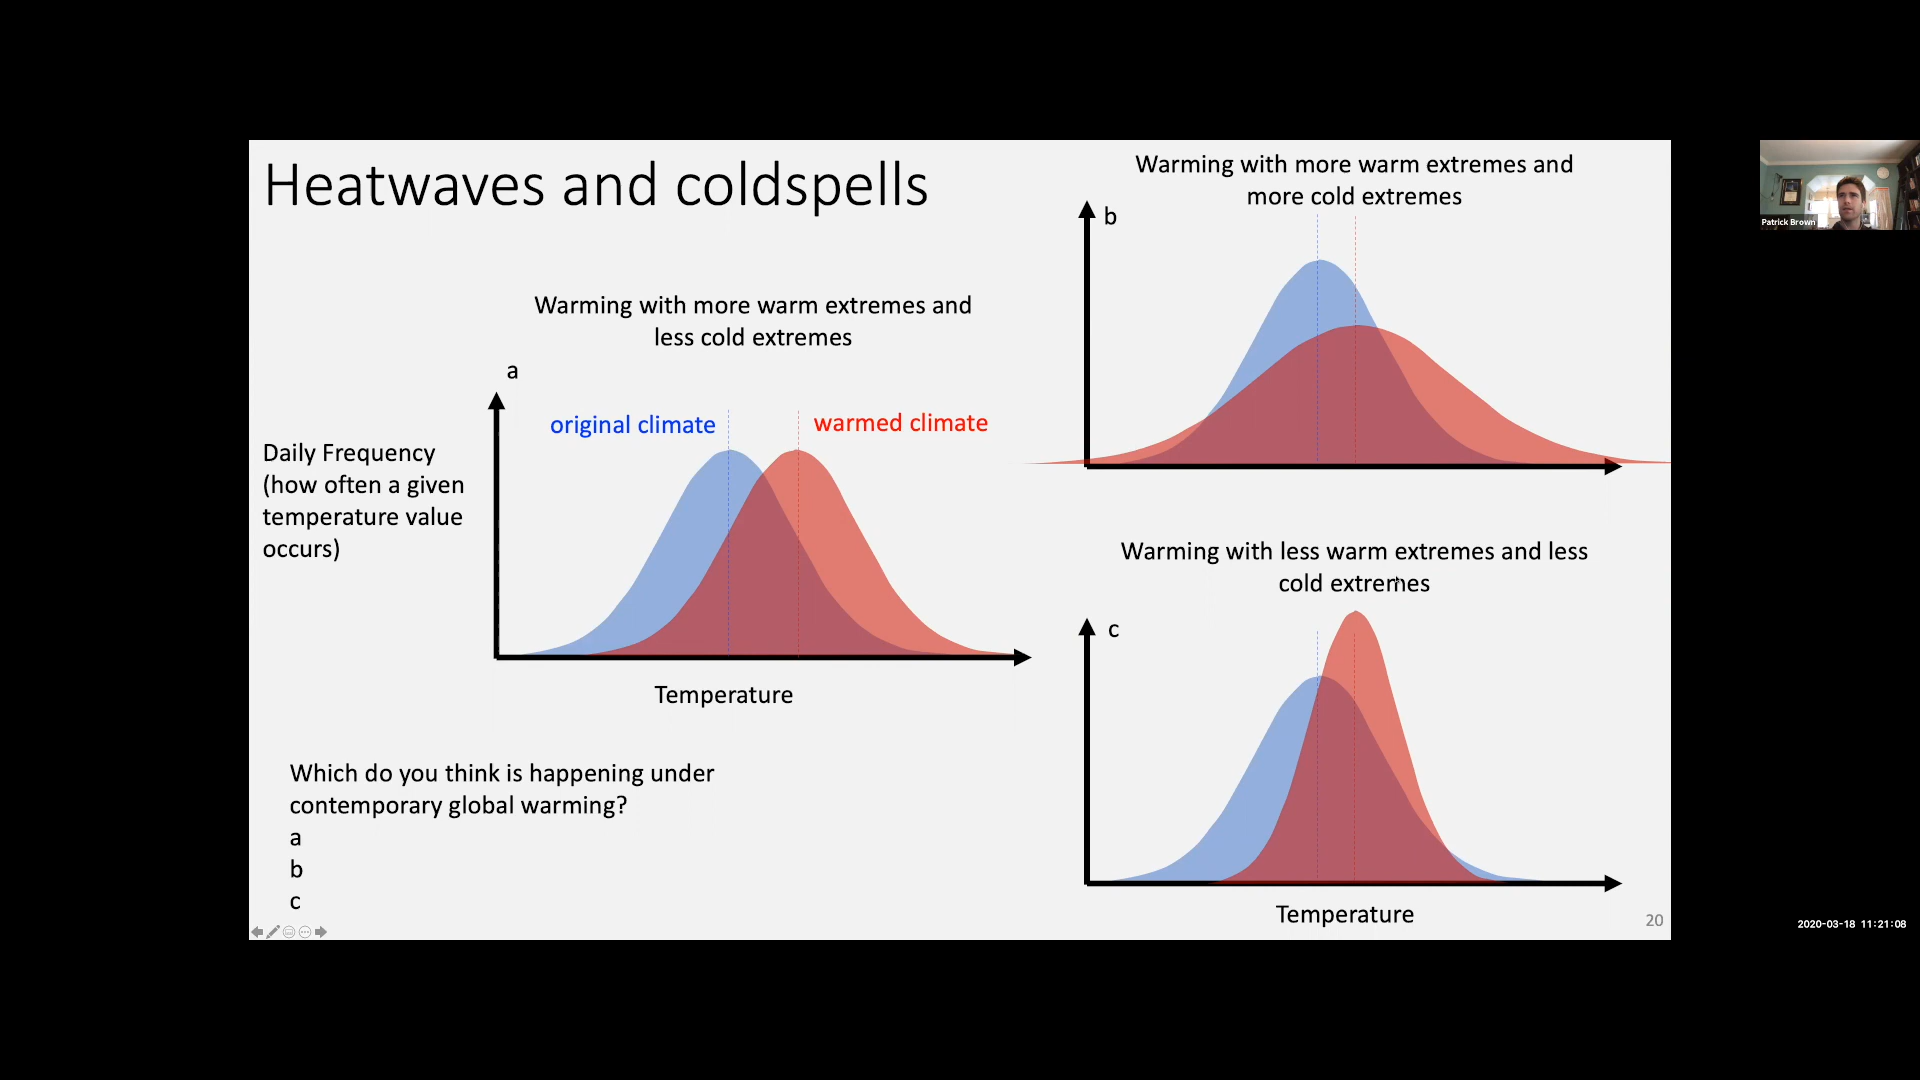 Heatwaves and coldspells
Warming with more warm extremes and
less cold extremes
a
original climate
warmed climate
Daily Frequency
(how often a given
temperature value
occurs)
Temperature
Which do you think is happening under
contemporary global warming?
a
b
c
Warming with more warm extremes and
more cold extremes
b
Warming with less warm extremes and less
cold extremes
c
Temperature
20
Patrick Brown
2020-03-18 11:21:08